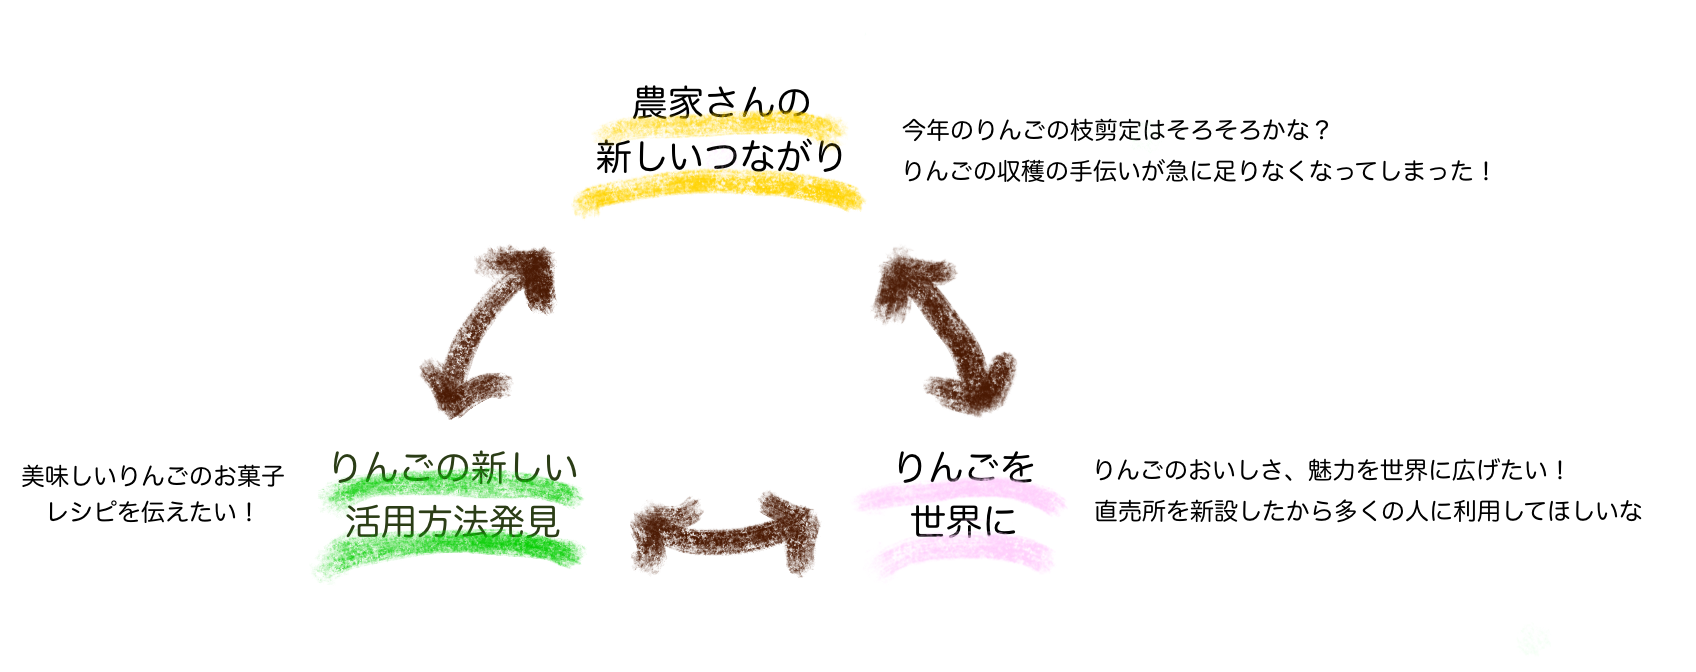 農家さんの
新しいつながり
今年のりんごの枝剪定はそろそろかな？
りんごの収穫の手伝いが急に足りなくなってしまった！
美味しいりんごのお菓子
レシピを伝えたい！
りんごの新しい
活用方法発見
りんごを
世界に
りんごのおいしさ、魅力を世界に広げたい！
直売所を新設したから多くの人に利用してほしいな